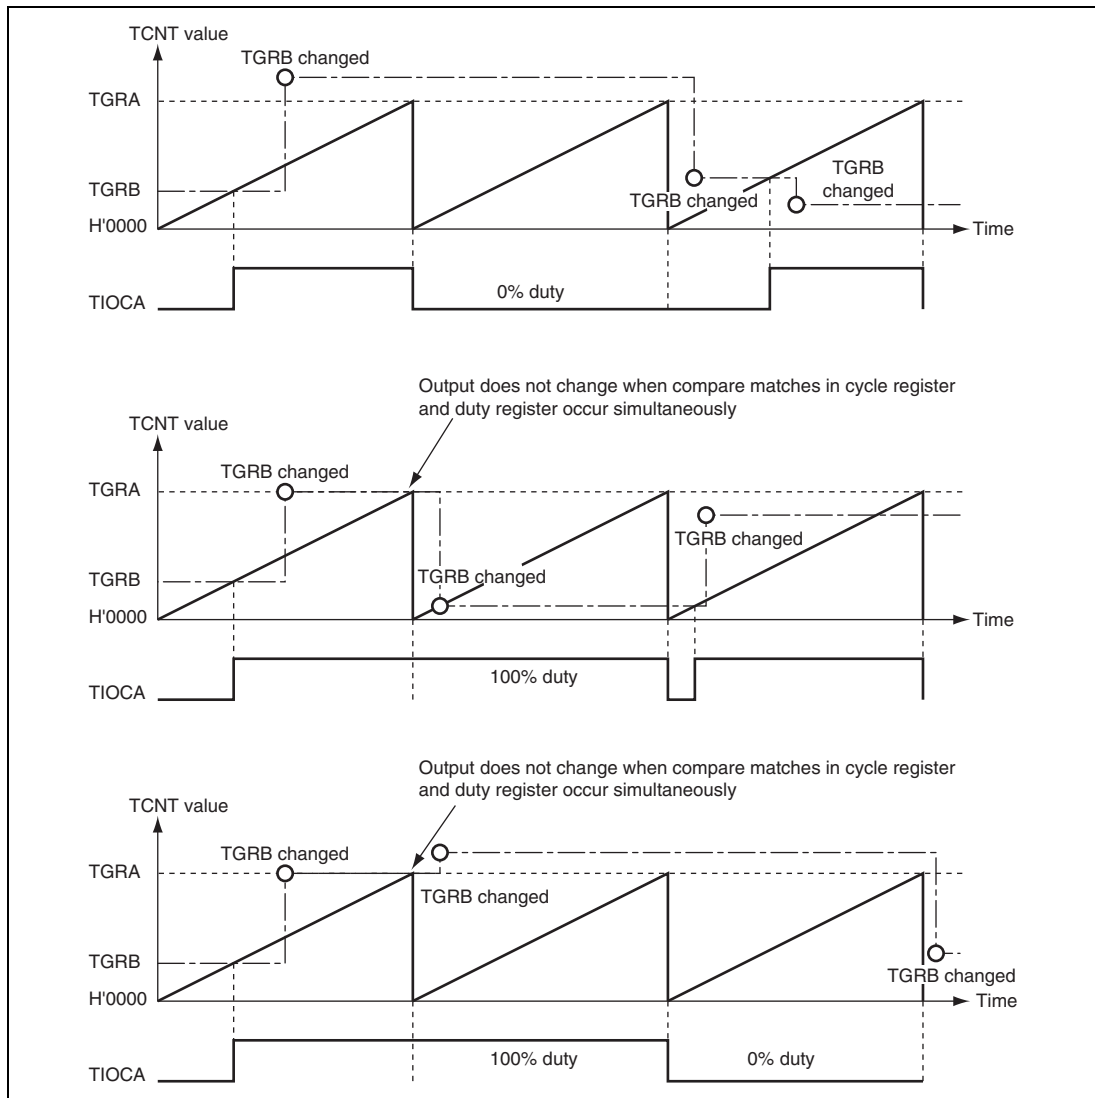 TCNT value
TGRB changed
TGRA
TGRB
changed
TGRB
TGRB changed
H'0000
Time
0% duty
TIOCA
Output does not change when compare matches in cycle register
and duty register occur simultaneously
TCNT value
TGRB changed
TGRA
TGRB changed
TGRB
TGRB changed
H'0000
Time
100% duty
TIOCA
Output does not change when compare matches in cycle register
and duty register occur simultaneously
TCNT value
TGRB changed
TGRA
TGRB changed
TGRB
TGRB changed
H'0000
Time
100% duty
0% duty
TIOCA